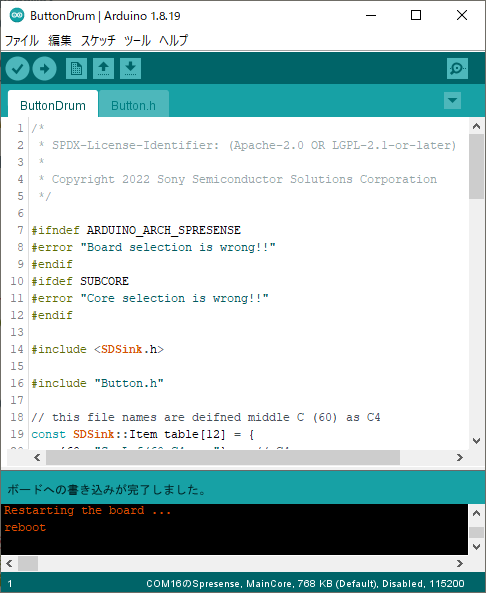 ButtonDrum | Arduino 1.8.19
ファイル 編集 スケッチ ツール ヘルプ
ButtonDrum Button.h
1 /*
2 * SPDX-License-Identifier: (Apache-2.0 OR LGPL-2.1-or-later)
3 *
4 * Copyright 2022 Sony Semiconductor Solutions Corporation
5 */
6
7 #ifndef ARDUINO_ARCH_SPRESENSE
8 #error "Board selection is wrong!!"
9 #endif
10 #ifdef SUBCORE
11 #error "Core selection is wrong!!"
12 #endif
13
14 #include <SDSink.h>
15
16 #include "Button.h"
17
18 // this file names are deifned middle C (60) as C4
19 const SDSink::Item table[12] = {
ボードへの書き込みが完了しました。
Restarting the board ...
reboot
1 COM16のSpresense, MainCore, 768 KB (Default), Disabled, 115200